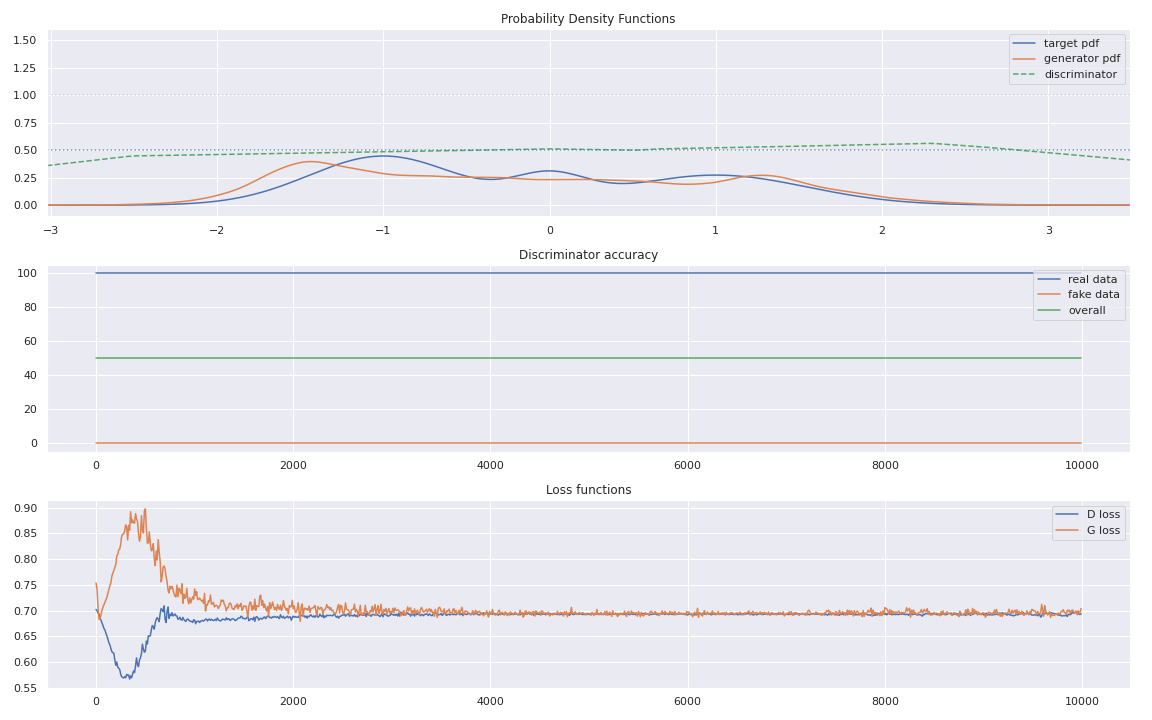 Probability Density Functions
1.50
1.25
1.00
0.75
0.50
0.25
0.00
target pdf
generator pdf
discriminator
−3 −2 −1 0 1 2 3
Discriminator accuracy
100
80
60
40
20
0
real data
fake data
overall
0 2000 4000 6000 8000 10000
Loss functions
0.90
0.85
0.80
0.75
0.70
0.65
0.60
0.55
D loss
G loss
0 2000 4000 6000 8000 10000